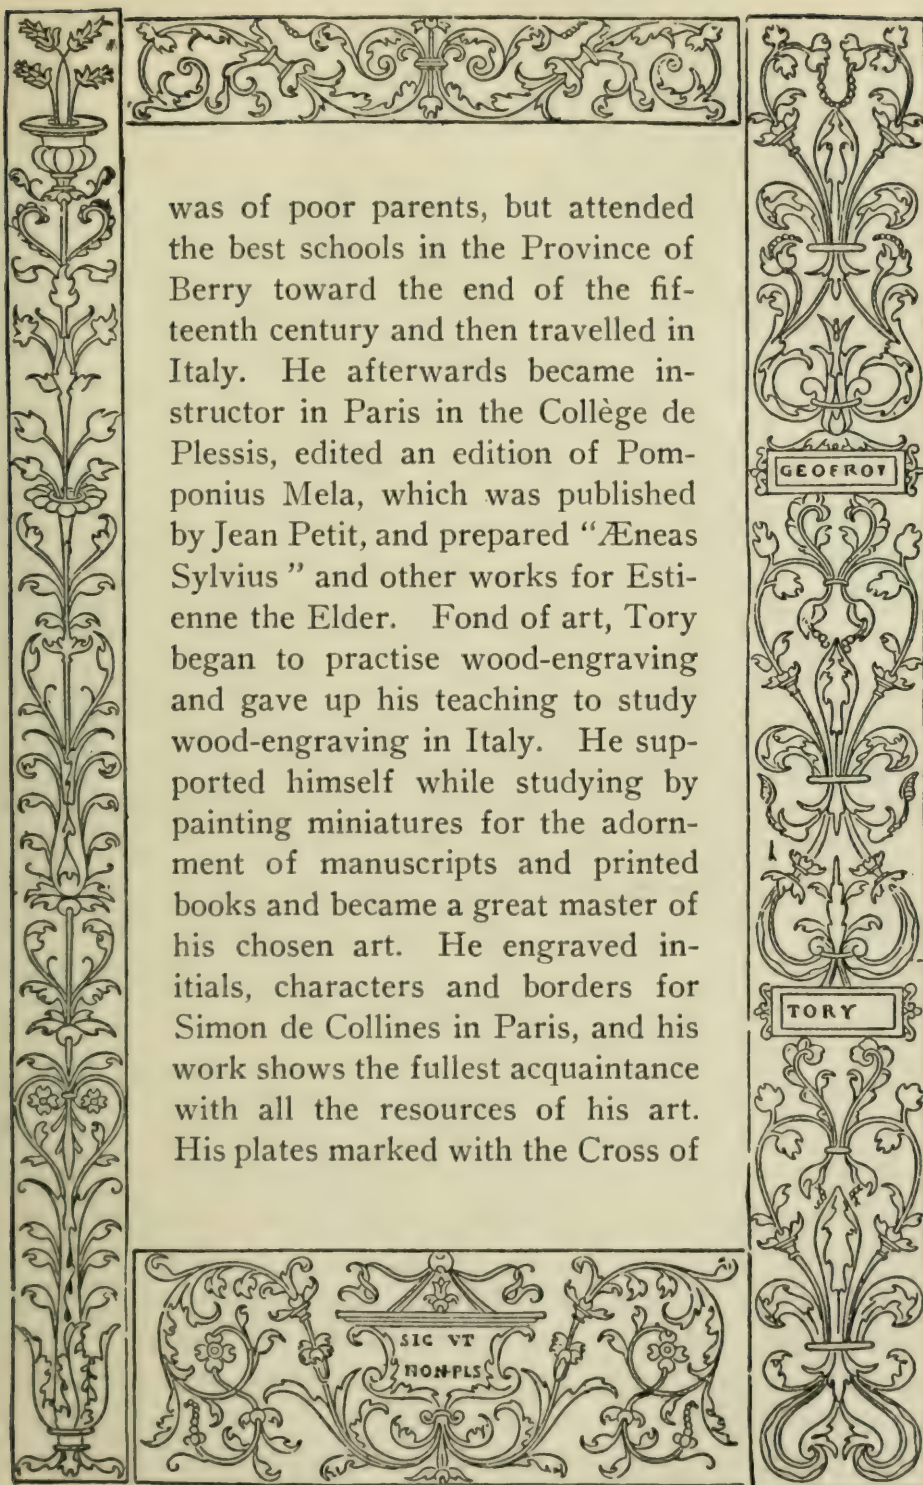 was of poor parents, but attended
the best schools in the Province of
Berry toward the end of the fif-
teenth century and then travelled in
Italy. He afterwards became in-
structor in Paris in the Collège de
Plessis, edited an edition of Pom-
ponius Mela, which was published
by Jean Petit, and prepared “Æneas
Sylvius” and other works for Esti-
enne the Elder. Fond of art, Tory
began to practise wood-engraving
and gave up his teaching to study
wood-engraving in Italy. He sup-
ported himself while studying by
painting miniatures for the adorn-
ment of manuscripts and printed
books and became a great master of
his chosen art. He engraved in-
itials, characters and borders for
Simon de Collines in Paris, and his
work shows the fullest acquaintance
with all the resources of his art.
His plates marked with the Cross of
GEOFROY
TORY
SIC VT
NON·PLS